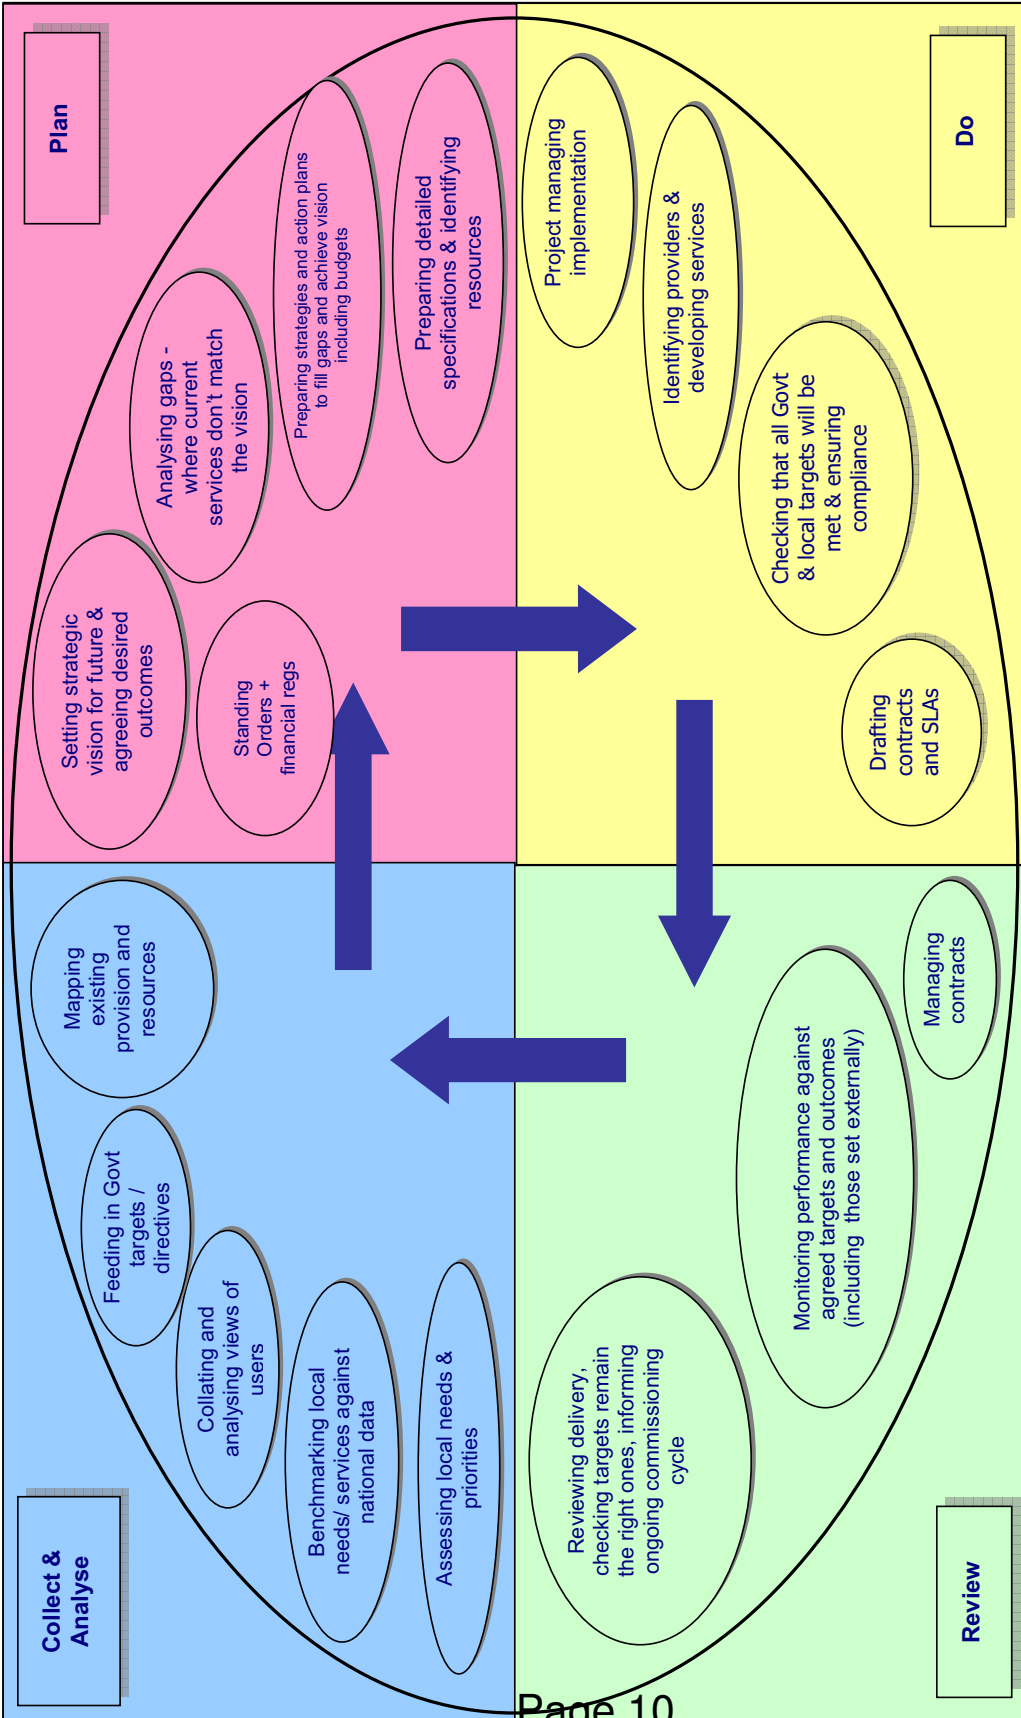 Collect &
Analyse
Mapping
existing
provision and
resources
Feeding in Govt
targets /
directives
Collating and
analysing views of
users
Benchmarking local
needs/ services against
national data
Assessing local needs &
priorities
Plan
Setting strategic
vision for future &
agreeing desired
outcomes
Analysing gaps -
where current
services don't match
the vision
Standing
Orders +
financial regs
Preparing strategies and action plans
to fill gaps and achieve vision
including budgets
Preparing detailed
specifications & identifying
resources
Do
Project managing
implementation
Identifying providers &
developing services
Checking that all Govt
& local targets will be
met & ensuring
compliance
Drafting
contracts
and SLAs
Review
Managing
contracts
Monitoring performance against
agreed targets and outcomes
(including those set externally)
Reviewing delivery,
checking targets remain
the right ones, informing
ongoing commissioning
cycle
Page 10